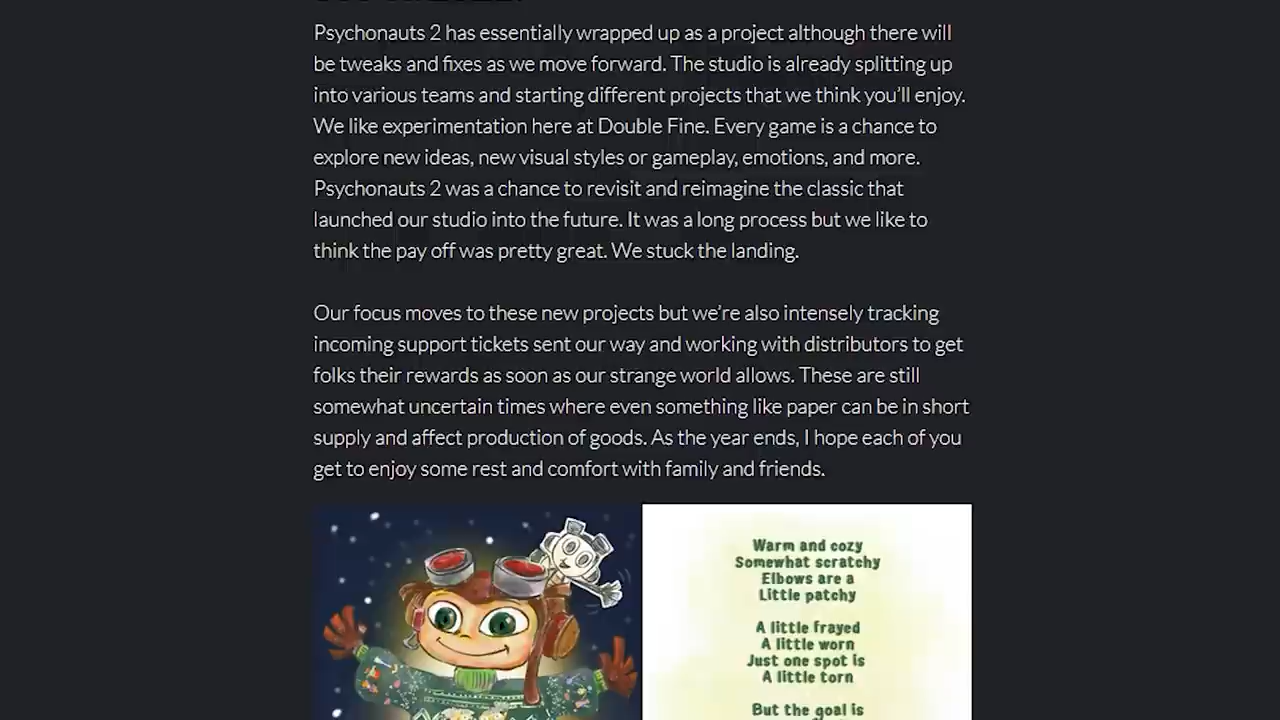 Psychonauts 2 has essentially wrapped up as a project although there will
be tweaks and fixes as we move forward. The studio is already splitting up
into various teams and starting different projects that we think you’ll enjoy.
We like experimentation here at Double Fine. Every game is a chance to
explore new ideas, new visual styles or gameplay, emotions, and more.
Psychonauts 2 was a chance to revisit and reimagine the classic that
launched our studio into the future. It was a long process but we like to
think the pay off was pretty great. We stuck the landing.
Our focus moves to these new projects but we’re also intensely tracking
incoming support tickets sent our way and working with distributors to get
folks their rewards as soon as our strange world allows. These are still
somewhat uncertain times where even something like paper can be in short
supply and affect production of goods. As the year ends, I hope each of you
get to enjoy some rest and comfort with family and friends.
Warm and cozy
Somewhat scratchy
Elbows are a
Little patchy
A little frayed
A little worn
Just one spot is
A little torn
But the goal is